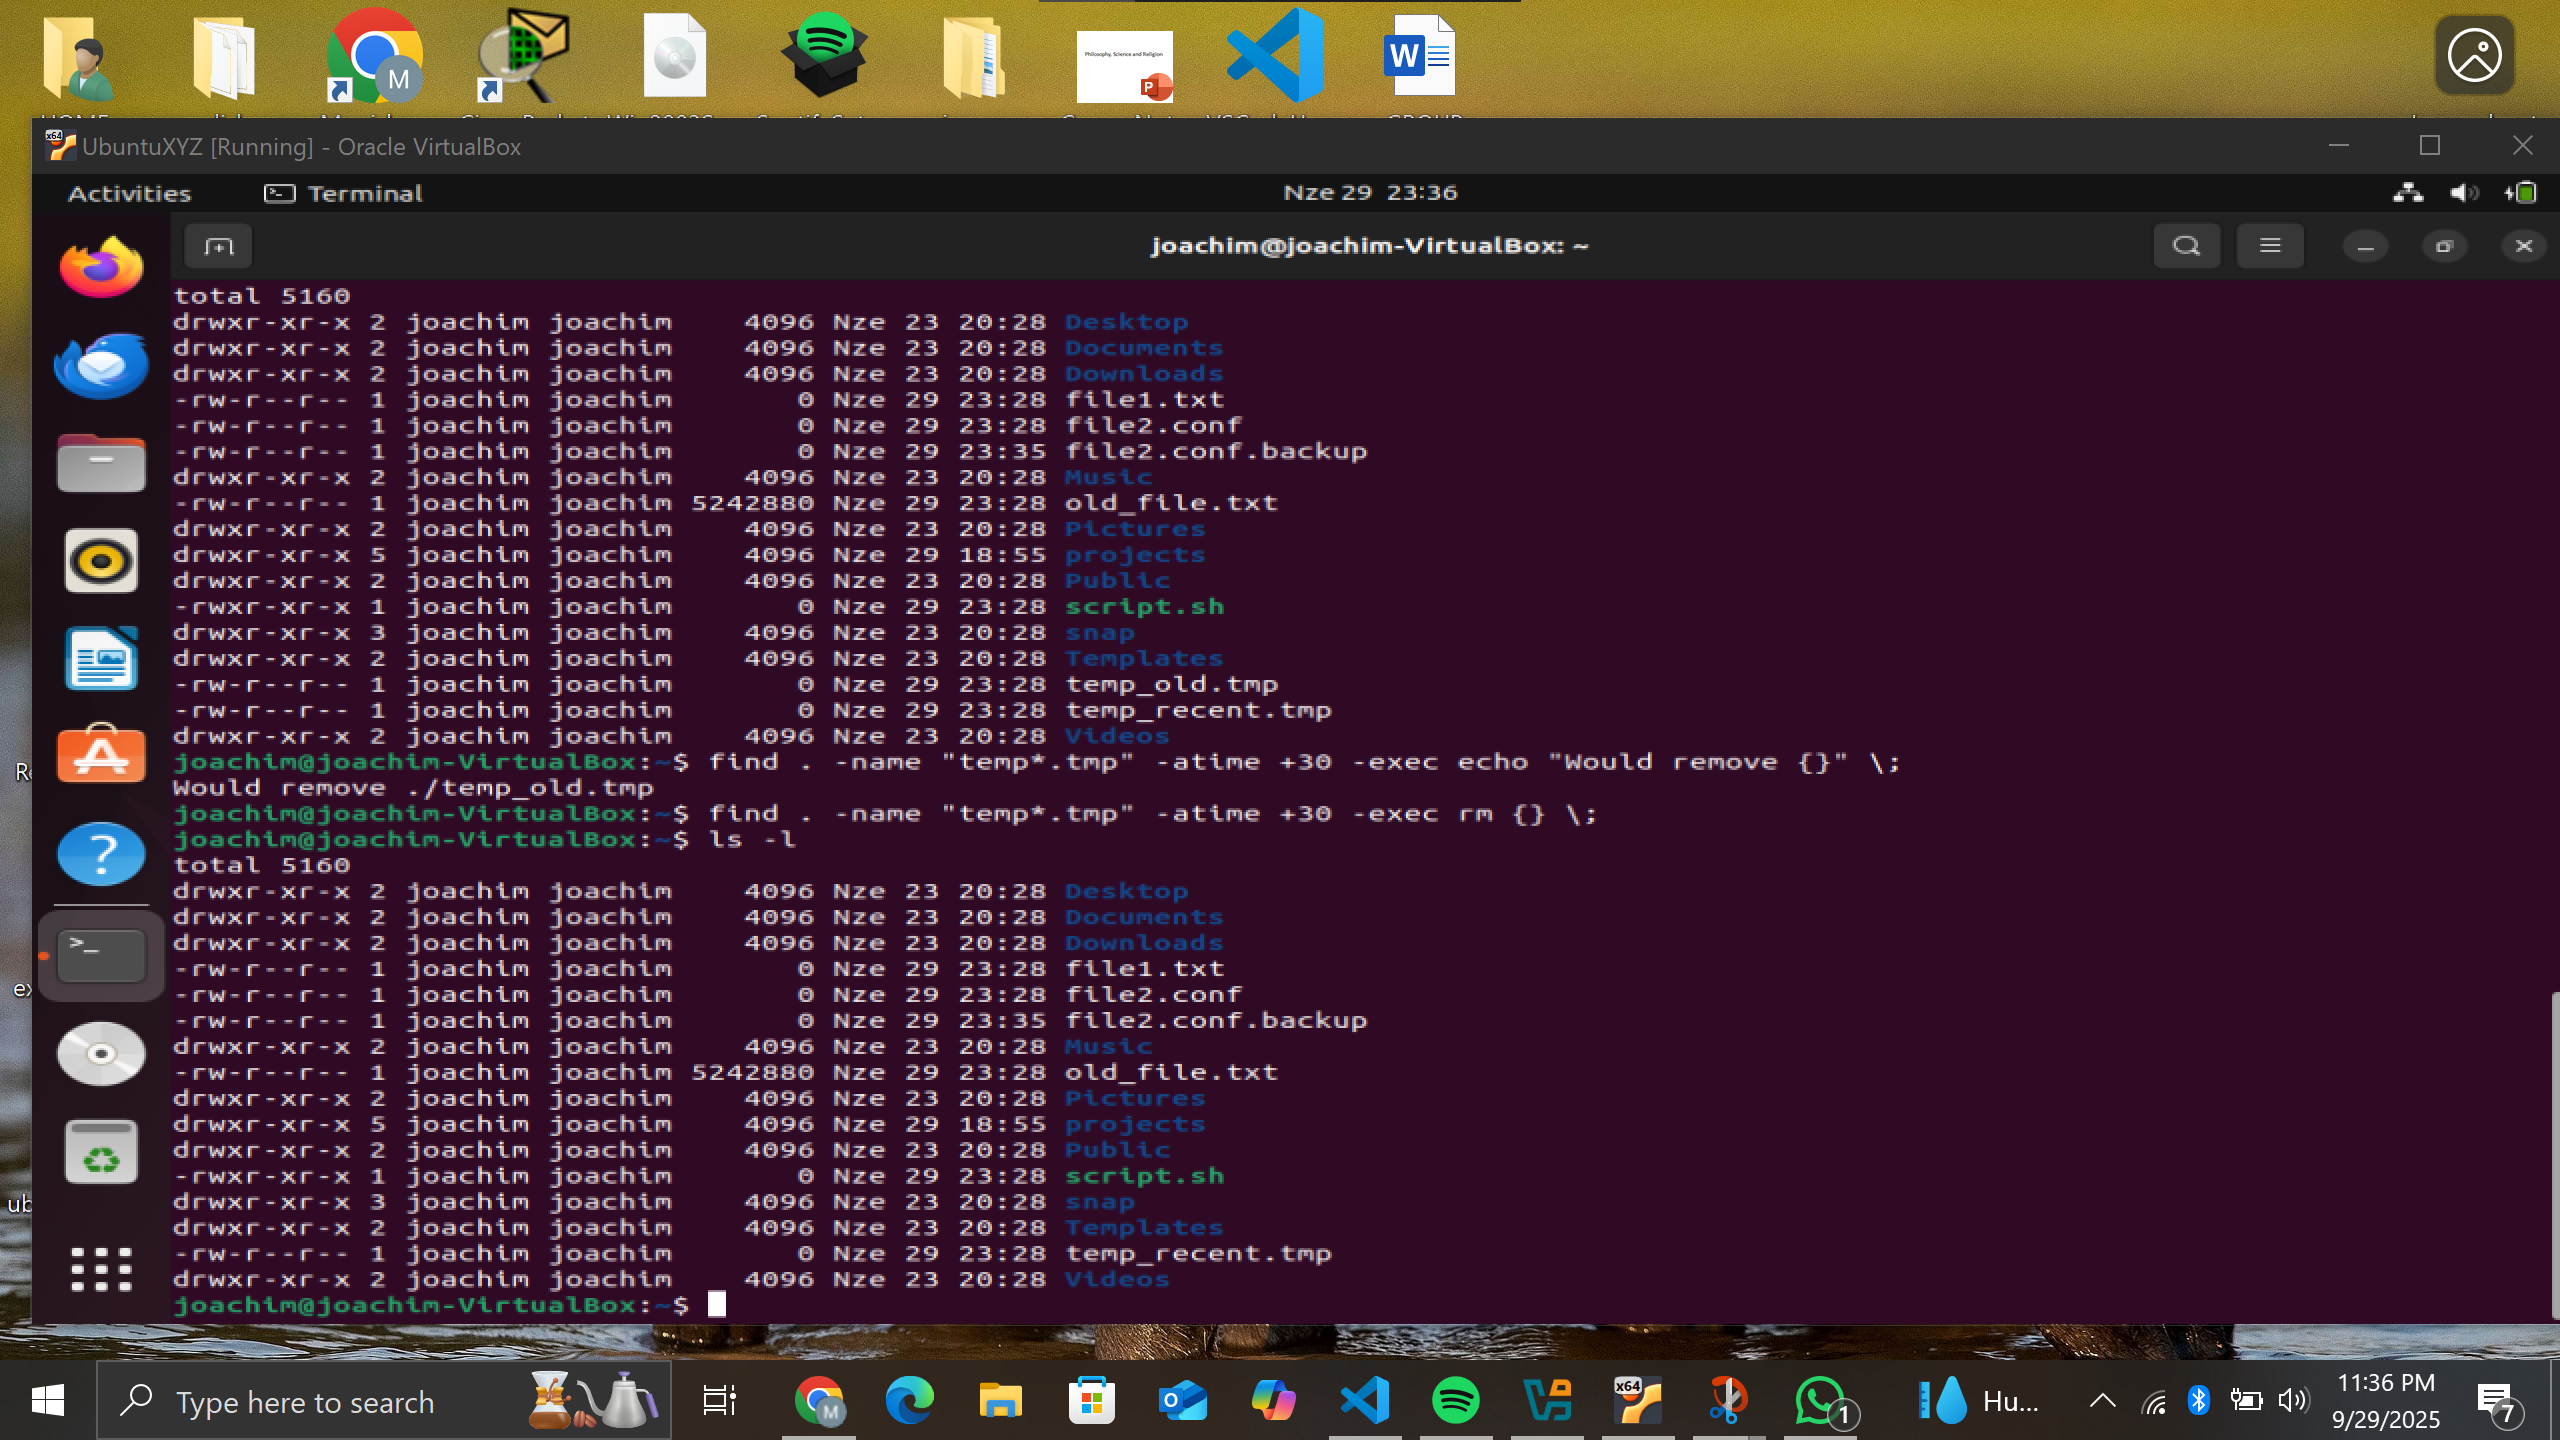 Philosophy, Science and Religion
M
W
P
x64
UbuntuXYZ [Running] - Oracle VirtualBox
Activities
Terminal
Nze 29 23:36
joachim@joachim-VirtualBox: ~
total 5160
drwxr-xr-x 2 joachim joachim    4096 Nze 23 20:28 Desktop
drwxr-xr-x 2 joachim joachim    4096 Nze 23 20:28 Documents
drwxr-xr-x 2 joachim joachim    4096 Nze 23 20:28 Downloads
-rw-r--r-- 1 joachim joachim       0 Nze 29 23:28 file1.txt
-rw-r--r-- 1 joachim joachim       0 Nze 29 23:28 file2.conf
-rw-r--r-- 1 joachim joachim       0 Nze 29 23:35 file2.conf.backup
drwxr-xr-x 2 joachim joachim    4096 Nze 23 20:28 Music
-rw-r--r-- 1 joachim joachim 5242880 Nze 29 23:28 old_file.txt
drwxr-xr-x 2 joachim joachim    4096 Nze 23 20:28 Pictures
drwxr-xr-x 5 joachim joachim    4096 Nze 29 18:55 projects
drwxr-xr-x 2 joachim joachim    4096 Nze 23 20:28 Public
-rwxr-xr-x 1 joachim joachim       0 Nze 29 23:28 script.sh
drwxr-xr-x 3 joachim joachim    4096 Nze 23 20:28 snap
drwxr-xr-x 2 joachim joachim    4096 Nze 23 20:28 Templates
-rw-r--r-- 1 joachim joachim       0 Nze 29 23:28 temp_old.tmp
-rw-r--r-- 1 joachim joachim       0 Nze 29 23:28 temp_recent.tmp
drwxr-xr-x 2 joachim joachim    4096 Nze 23 20:28 Videos
joachim@joachim-VirtualBox:~$ find . -name "temp*.tmp" -atime +30 -exec echo "Would remove {}" \;
Would remove ./temp_old.tmp
joachim@joachim-VirtualBox:~$ find . -name "temp*.tmp" -atime +30 -exec rm {} \;
joachim@joachim-VirtualBox:~$ ls -l
total 5160
drwxr-xr-x 2 joachim joachim    4096 Nze 23 20:28 Desktop
drwxr-xr-x 2 joachim joachim    4096 Nze 23 20:28 Documents
drwxr-xr-x 2 joachim joachim    4096 Nze 23 20:28 Downloads
-rw-r--r-- 1 joachim joachim       0 Nze 29 23:28 file1.txt
-rw-r--r-- 1 joachim joachim       0 Nze 29 23:28 file2.conf
-rw-r--r-- 1 joachim joachim       0 Nze 29 23:35 file2.conf.backup
drwxr-xr-x 2 joachim joachim    4096 Nze 23 20:28 Music
-rw-r--r-- 1 joachim joachim 5242880 Nze 29 23:28 old_file.txt
drwxr-xr-x 2 joachim joachim    4096 Nze 23 20:28 Pictures
drwxr-xr-x 5 joachim joachim    4096 Nze 29 18:55 projects
drwxr-xr-x 2 joachim joachim    4096 Nze 23 20:28 Public
-rwxr-xr-x 1 joachim joachim       0 Nze 29 23:28 script.sh
drwxr-xr-x 3 joachim joachim    4096 Nze 23 20:28 snap
drwxr-xr-x 2 joachim joachim    4096 Nze 23 20:28 Templates
-rw-r--r-- 1 joachim joachim       0 Nze 29 23:28 temp_recent.tmp
drwxr-xr-x 2 joachim joachim    4096 Nze 23 20:28 Videos
joachim@joachim-VirtualBox:~$
Type here to search
M
x64
1
Hu...
11:36 PM
9/29/2025
7